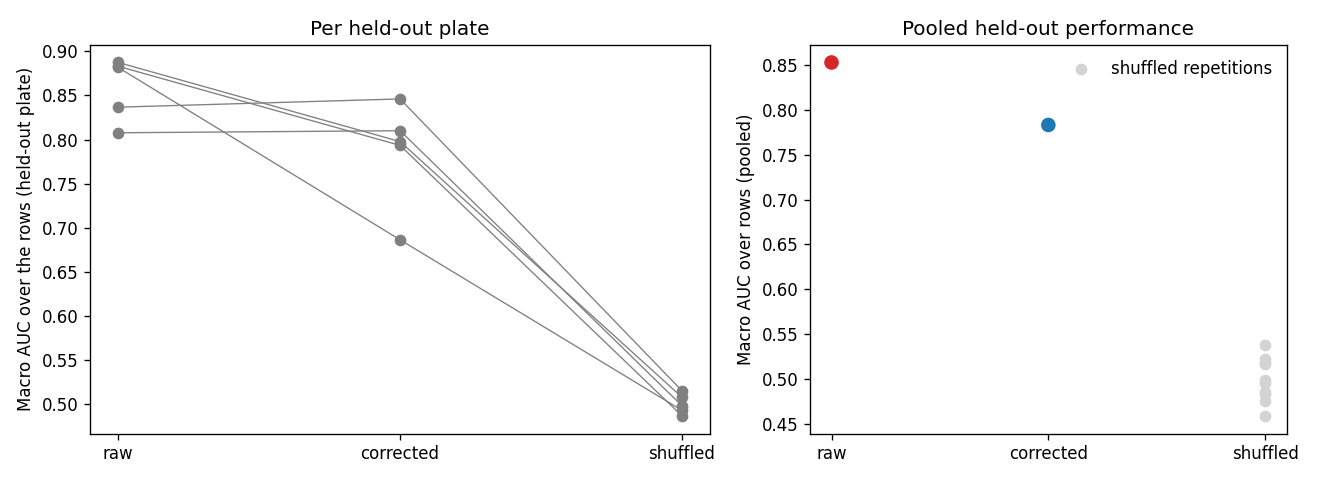 Per held-out plate
Macro AUC over the rows (held-out plate)
0.90
0.85
0.80
0.75
0.70
0.65
0.60
0.55
0.50
raw
corrected
shuffled
Pooled held-out performance
Macro AUC over rows (pooled)
0.85
0.80
0.75
0.70
0.65
0.60
0.55
0.50
0.45
shuffled repetitions
raw
corrected
shuffled